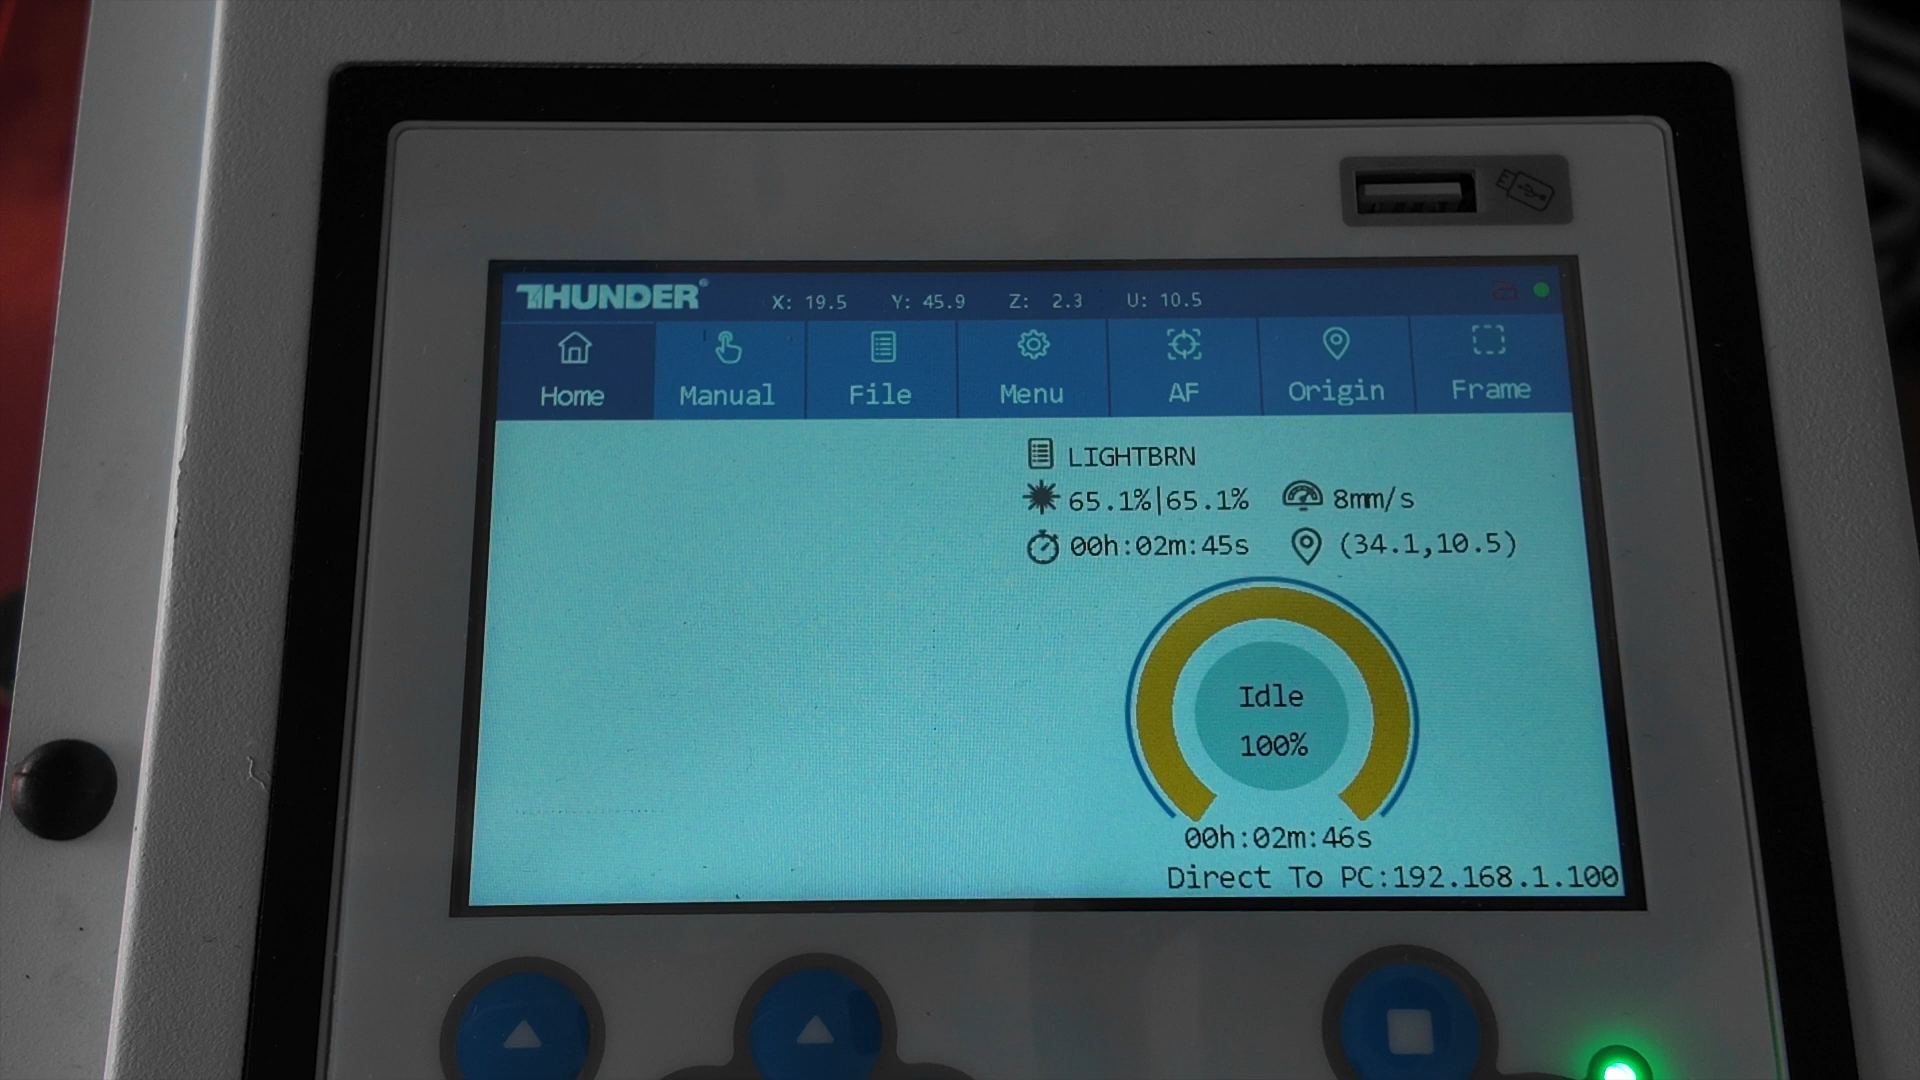 THUNDER® X: 19.5 Y: 45.9 Z: 2.3 U: 10.5
Home Manual File Menu AF Origin Frame
LIGHTBRN
65.1%|65.1% 8mm/s
00h:02m:45s (34.1,10.5)
Idle
100%
00h:02m:46s
Direct To PC:192.168.1.100